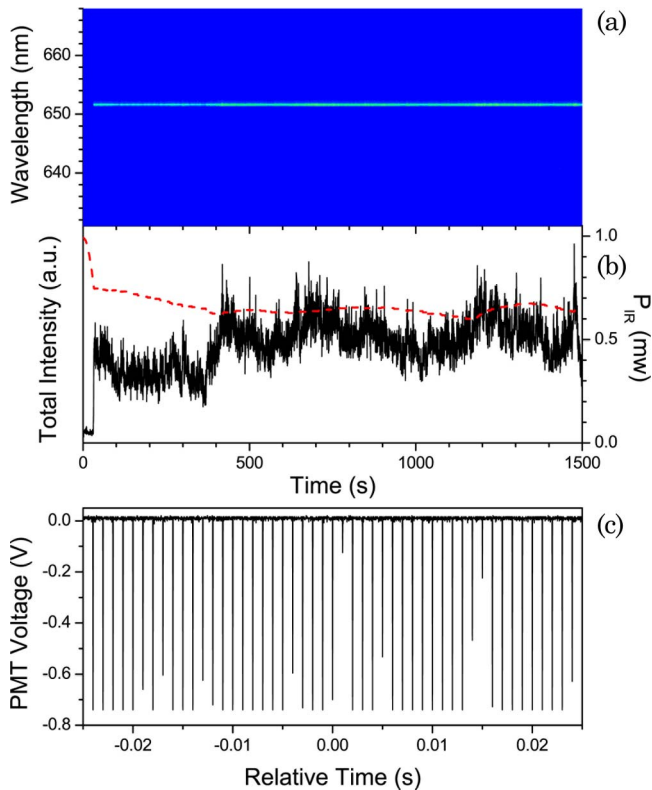 (a)
Wavelength (nm)
660
650
640
(b)
Total Intensity (a.u.)
1.0
0.5
0.0
P_IR (mw)
0
500
1000
1500
Time (s)
(c)
PMT Voltage (V)
0.0
-0.2
-0.4
-0.6
-0.8
-0.02
-0.01
0.00
0.01
0.02
Relative Time (s)